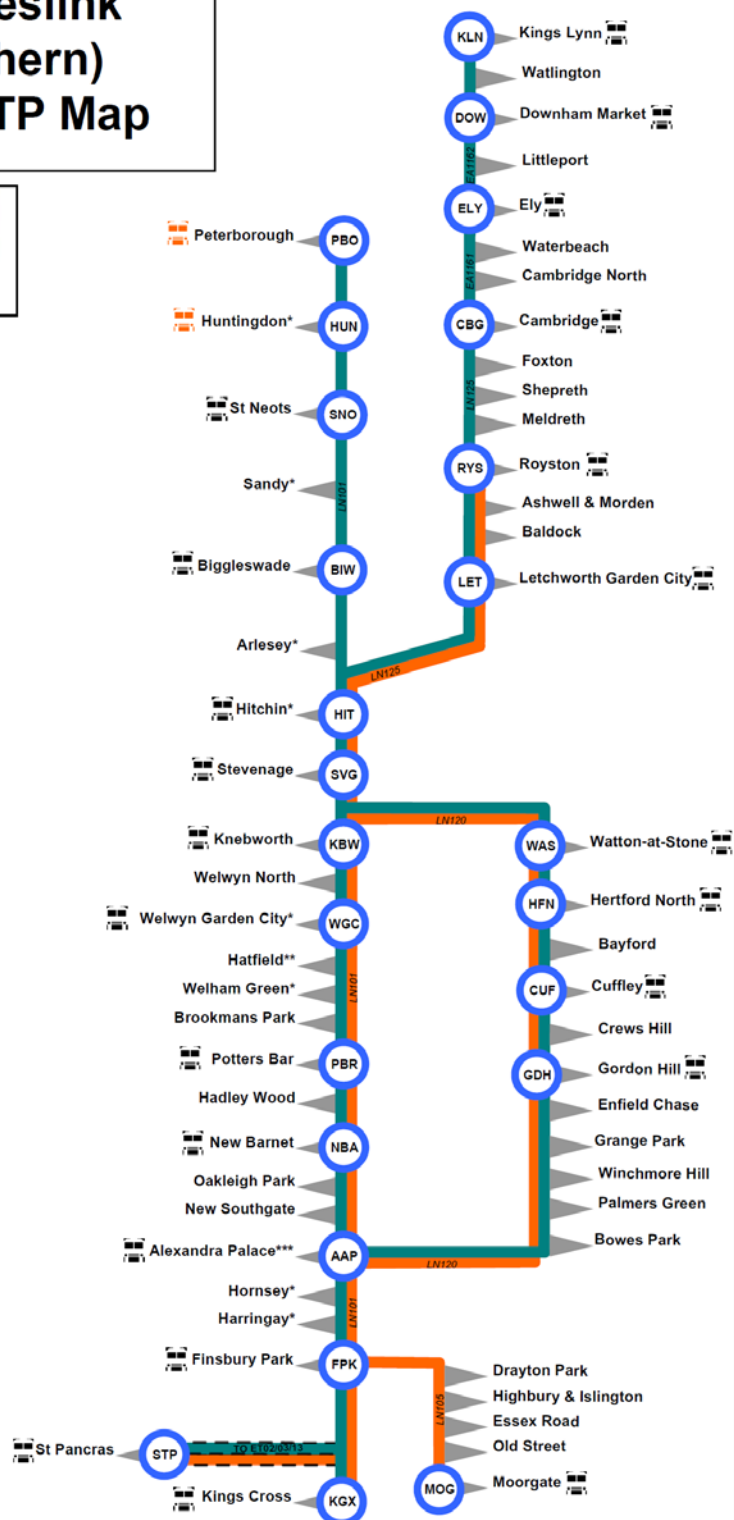 eslink
hern)
TP Map
KLN Kings Lynn
Watlington
DOW Downham Market
EA1162
Littleport
ELY Ely
EA1161
Waterbeach
Cambridge North
CBG Cambridge
LN125
Foxton
Shepreth
Meldreth
RYS Royston
Ashwell & Morden
Baldock
LET Letchworth Garden City
LN125
Peterborough PBO
Huntingdon* HUN
St Neots SNO
Sandy*
LN101
Biggleswade BIW
Arlesey*
Hitchin* HIT
Stevenage SVG
LN120
Knebworth KBW
Welwyn North
Welwyn Garden City* WGC
Hatfield**
LN101
Welham Green*
Brookmans Park
Potters Bar PBR
Hadley Wood
New Barnet NBA
Oakleigh Park
New Southgate
Alexandra Palace*** AAP
LN120
WAS Watton-at-Stone
HFN Hertford North
Bayford
CUF Cuffley
Crews Hill
GDH Gordon Hill
Enfield Chase
Grange Park
Winchmore Hill
Palmers Green
Bowes Park
Hornsey*
LN101
Harringay*
Finsbury Park FPK
Drayton Park
LN105
Highbury & Islington
Essex Road
Old Street
MOG Moorgate
St Pancras STP
TO ET02/03/13
Kings Cross KGX